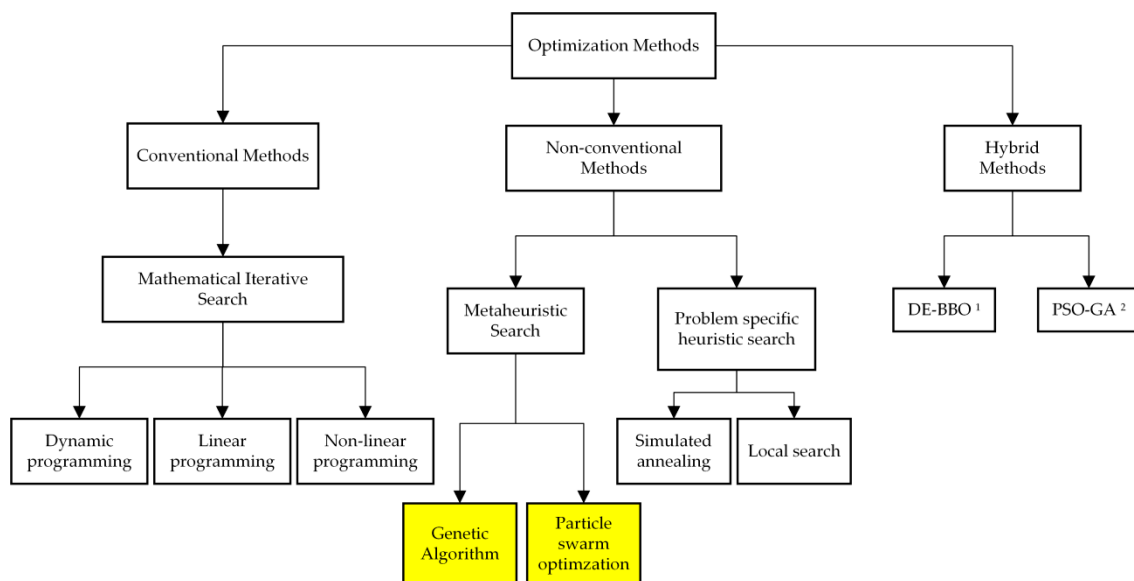 Optimization Methods
Conventional Methods
Non-conventional
Methods
Hybrid
Methods
Mathematical Iterative
Search
Metaheuristic
Search
Problem specific
heuristic search
DE-BBO ¹
PSO-GA ²
Dynamic
programming
Linear
programming
Non-linear
programming
Simulated
annealing
Local search
Genetic
Algorithm
Particle
swarm
optimzation